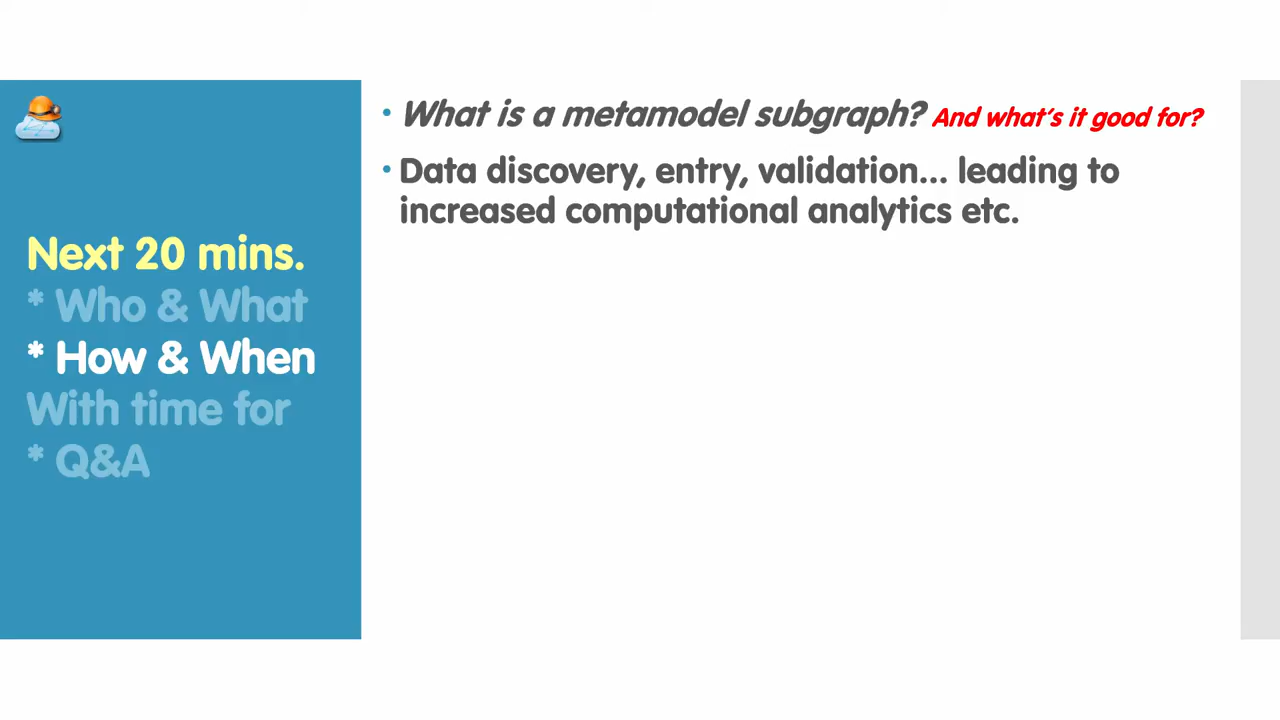 Next 20 mins.
* Who & What
* How & When
With time for
* Q&A
• What is a metamodel subgraph? And what's it good for?
• Data discovery, entry, validation... leading to
increased computational analytics etc.